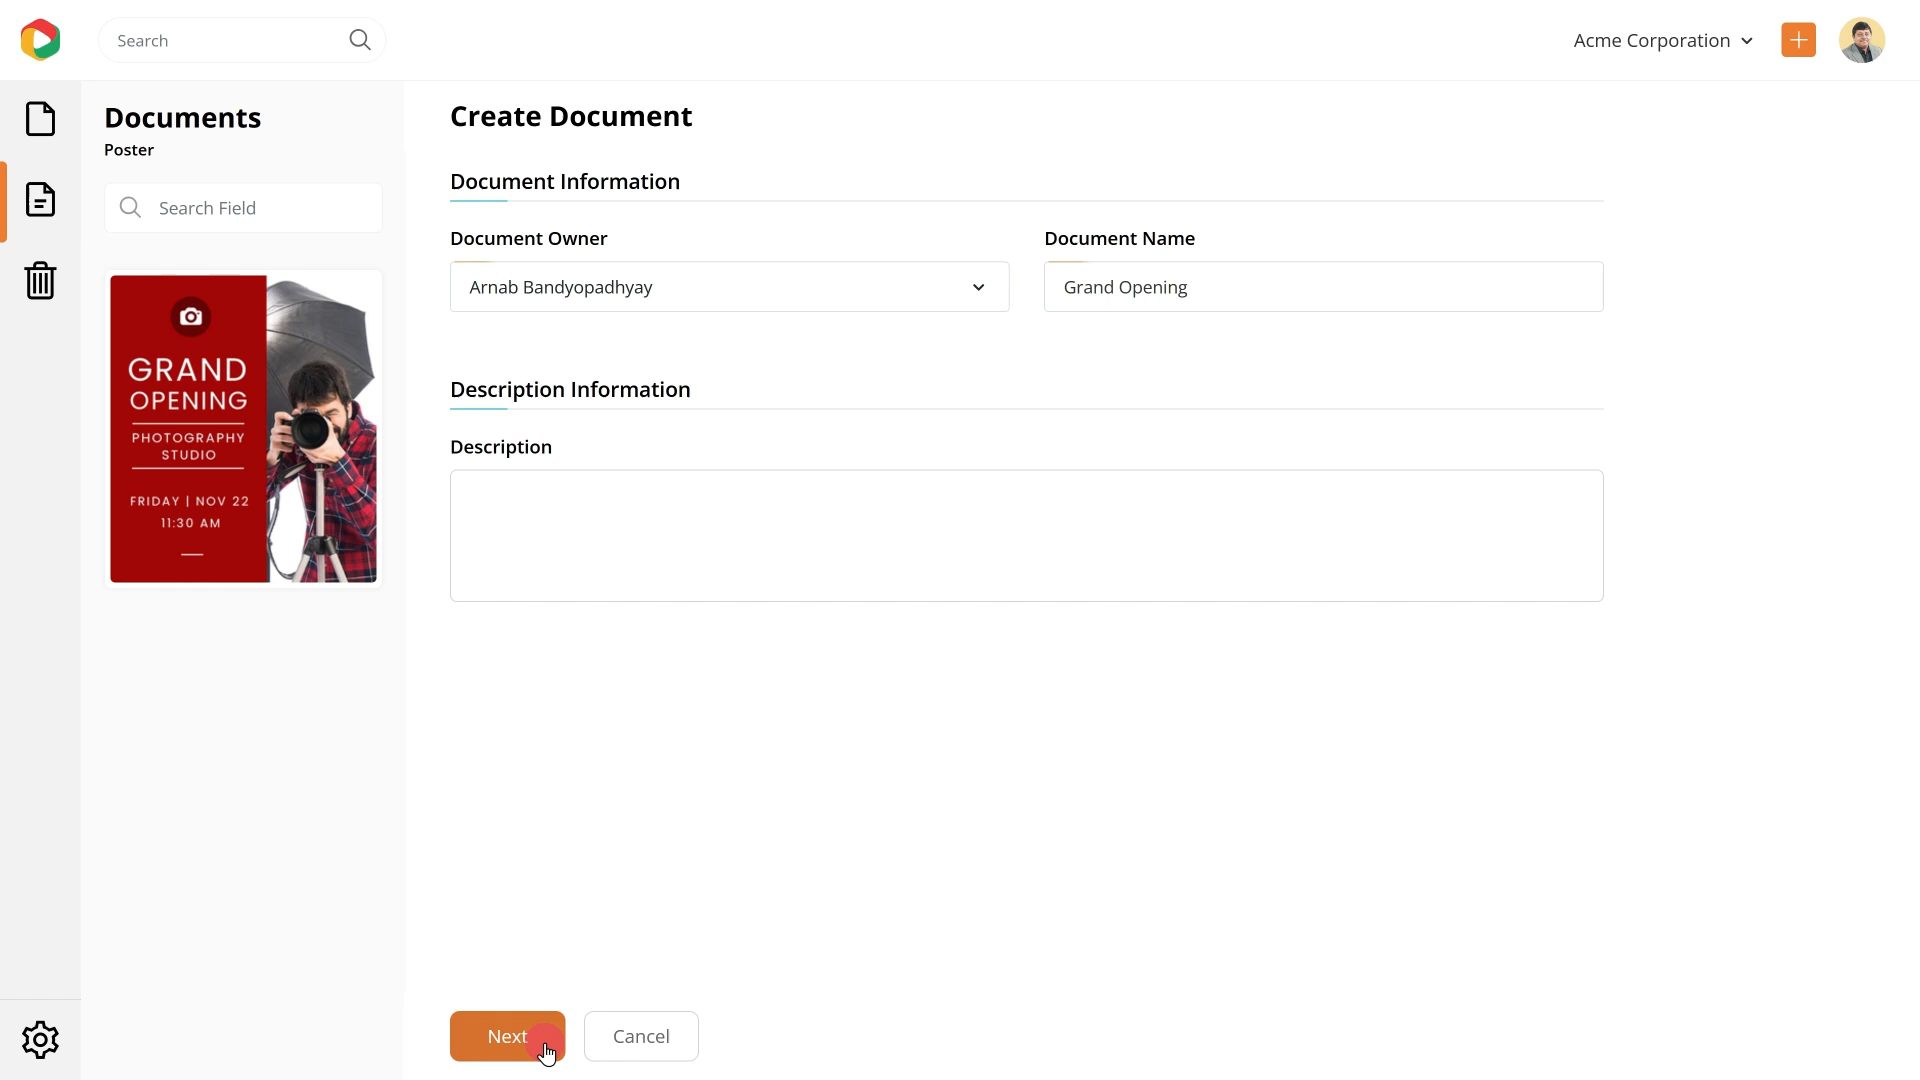 Search
Acme Corporation
Documents
Poster
Search Field
GRAND
OPENING
PHOTOGRAPHY
STUDIO
FRIDAY | NOV 22
11:30 AM
Create Document
Document Information
Document Owner
Document Name
Arnab Bandyopadhyay
Grand Opening
Description Information
Description
Next
Cancel